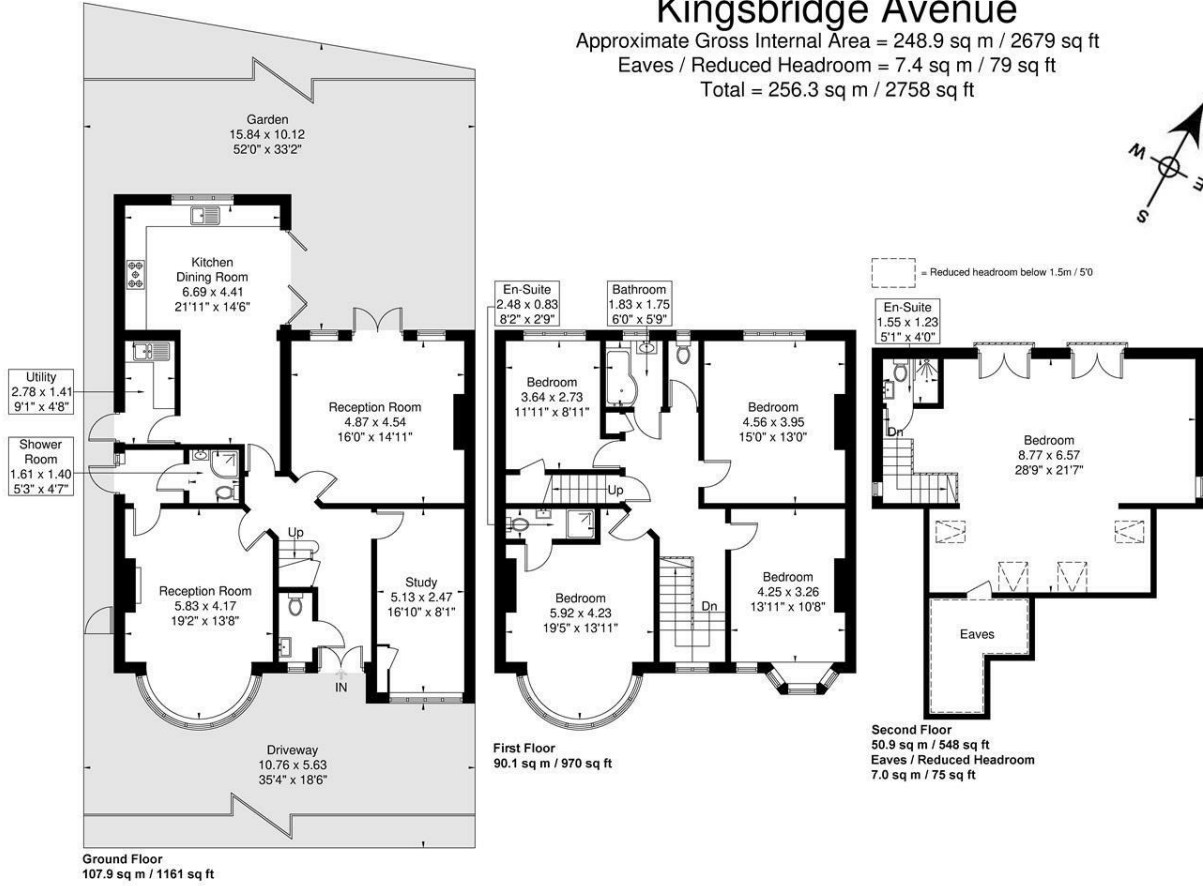 Kingsbridge Avenue
Approximate Gross Internal Area = 248.9 sq m / 2679 sq ft
Eaves / Reduced Headroom = 7.4 sq m / 79 sq ft
Total = 256.3 sq m / 2758 sq ft
N
W
E
S
Garden
15.84 x 10.12
52'0" x 33'2"
Kitchen
Dining Room
6.69 x 4.41
21'11" x 14'6"
Utility
2.78 x 1.41
9'1" x 4'8"
Shower
Room
1.61 x 1.40
5'3" x 4'7"
Reception Room
4.87 x 4.54
16'0" x 14'11"
Up
Reception Room
5.83 x 4.17
19'2" x 13'8"
Study
5.13 x 2.47
16'10" x 8'1"
IN
Driveway
10.76 x 5.63
35'4" x 18'6"
Ground Floor
107.9 sq m / 1161 sq ft
En-Suite
2.48 x 0.83
8'2" x 2'9"
Bathroom
1.83 x 1.75
6'0" x 5'9"
Bedroom
3.64 x 2.73
11'11" x 8'11"
Bedroom
4.56 x 3.95
15'0" x 13'0"
Up
Bedroom
5.92 x 4.23
19'5" x 13'11"
Dn
Bedroom
4.25 x 3.26
13'11" x 10'8"
First Floor
90.1 sq m / 970 sq ft
= Reduced headroom below 1.5m / 5'0
En-Suite
1.55 x 1.23
5'1" x 4'0"
Dn
Bedroom
8.77 x 6.57
28'9" x 21'7"
Eaves
Second Floor
50.9 sq m / 548 sq ft
Eaves / Reduced Headroom
7.0 sq m / 75 sq ft